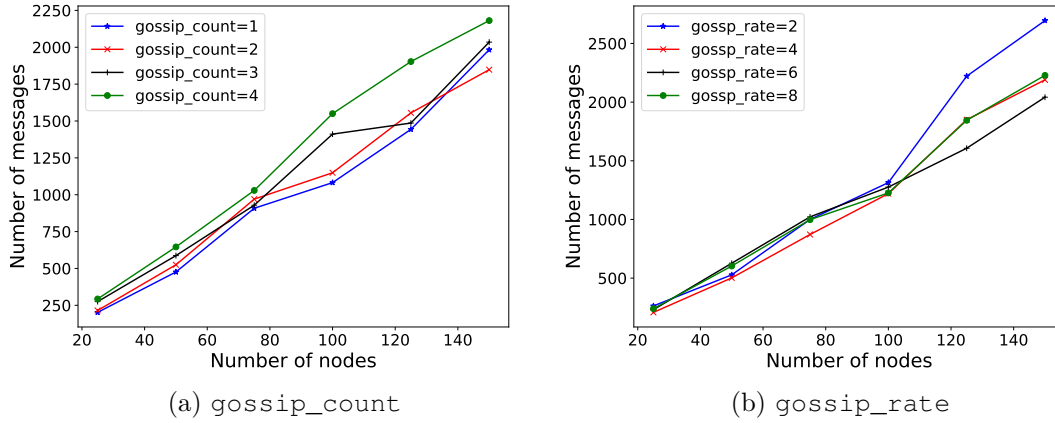 gossip_count=1
gossip_count=2
gossip_count=3
gossip_count=4
2250
2000
1750
1500
1250
1000
750
500
250
Number of messages
20 40 60 80 100 120 140
Number of nodes
(a) gossip_count
gossp_rate=2
gossp_rate=4
gossp_rate=6
gossp_rate=8
2500
2000
1500
1000
500
Number of messages
20 40 60 80 100 120 140
Number of nodes
(b) gossip_rate